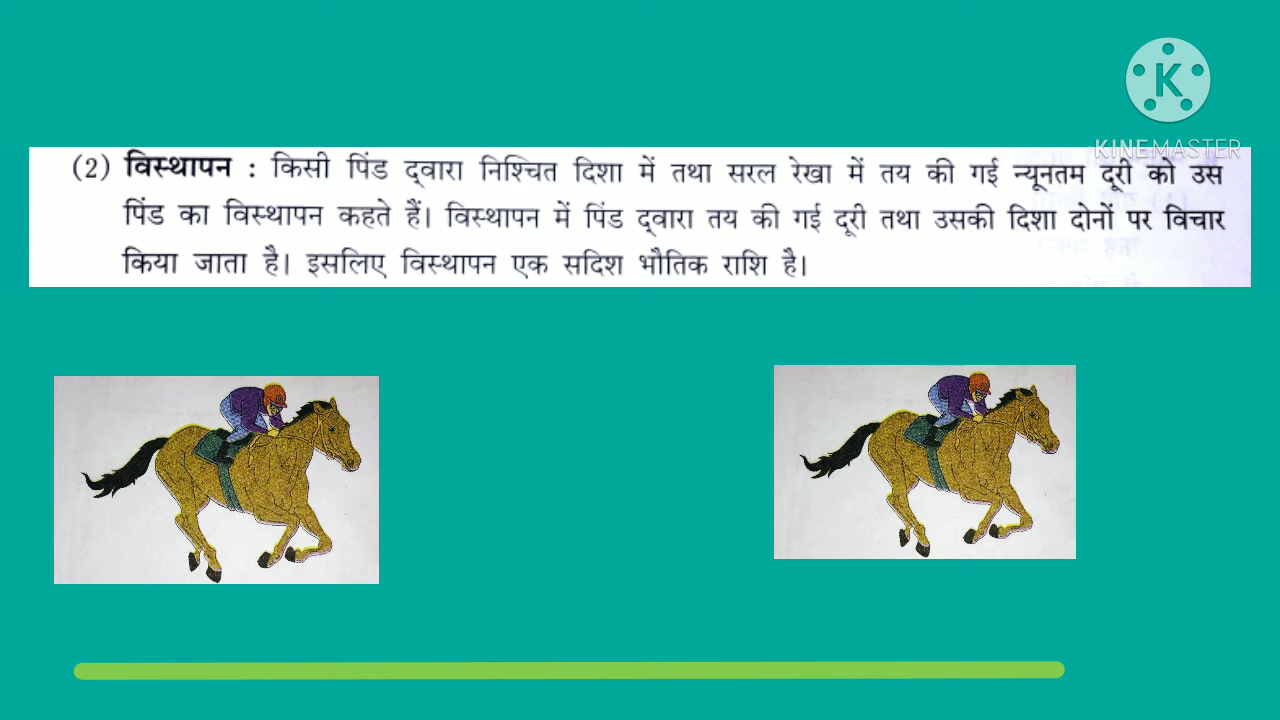 K
KINEMASTER
(2) विस्थापन : किसी पिंड द्वारा निश्चित दिशा में तथा सरल रेखा में तय की गई न्यूनतम दूरी को उस
पिंड का विस्थापन कहते हैं। विस्थापन में पिंड द्वारा तय की गई दूरी तथा उसकी दिशा दोनों पर विचार
किया जाता है। इसलिए विस्थापन एक सदिश भौतिक राशि है।